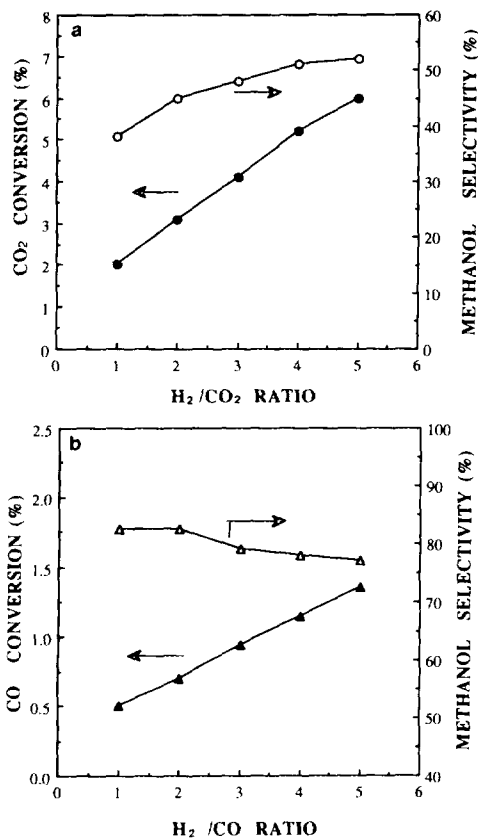 a
8
7
6
5
4
3
2
1
0
CO₂ CONVERSION (%)
60
50
40
30
20
10
0
METHANOL SELECTIVITY (%)
0 1 2 3 4 5 6
H₂/CO₂ RATIO
b
2.5
2.0
1.5
1.0
0.5
0.0
CO CONVERSION (%)
100
90
80
70
60
50
40
METHANOL SELECTIVITY (%)
0 1 2 3 4 5 6
H₂/CO RATIO